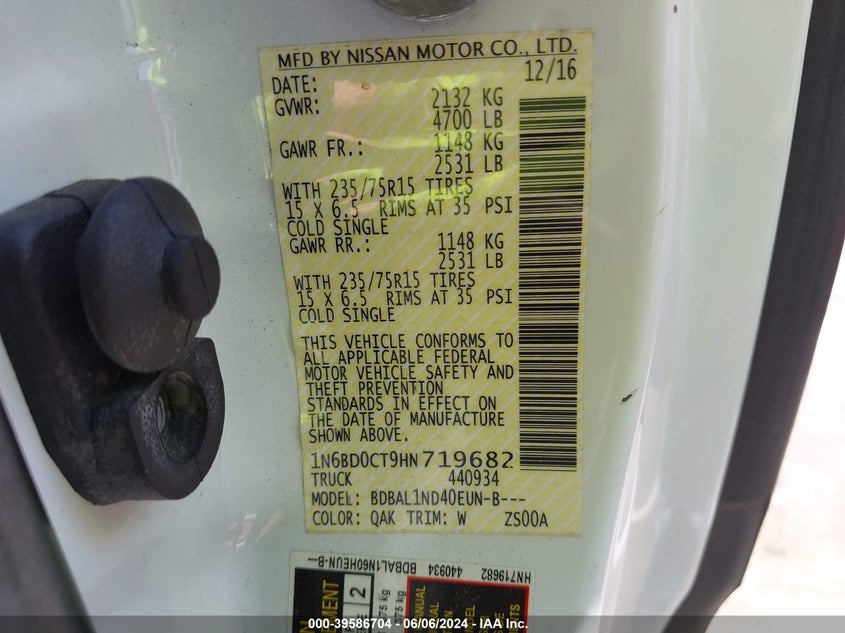 MFD BY NISSAN MOTOR CO., LTD.
DATE: 12/16
GVWR: 2132 KG
4700 LB
GAWR FR.: 1148 KG
2531 LB
WITH 235/75R15 TIRES
15 X 6.5 RIMS AT 35 PSI
COLD SINGLE
GAWR RR.: 1148 KG
2531 LB
WITH 235/75R15 TIRES
15 X 6.5 RIMS AT 35 PSI
COLD SINGLE
THIS VEHICLE CONFORMS TO
ALL APPLICABLE FEDERAL
MOTOR VEHICLE SAFETY AND
THEFT PREVENTION
STANDARDS IN EFFECT ON
THE DATE OF MANUFACTURE
SHOWN ABOVE.
1N6BD0CT9HN719682
TRUCK 440934
MODEL: BDBAL1ND40EUN-B---
COLOR: QAK TRIM: W ZS00A
HN719682
440934 BDBAL1N60HEUN-B--
2
000-39586704 - 06/06/2024 - IAA Inc.